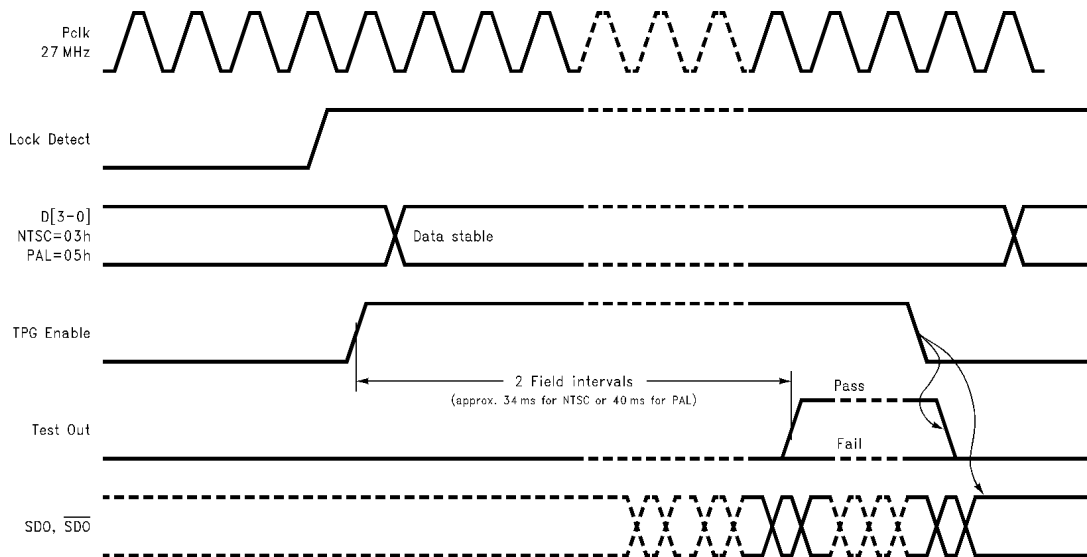 Pclk
27 MHz
Lock Detect
D[3-0]
NTSC=03h
PAL=05h
Data stable
TPG Enable
2 Field intervals
(approx. 34 ms for NTSC or 40 ms for PAL)
Pass
Test Out
Fail
SDO, SDO